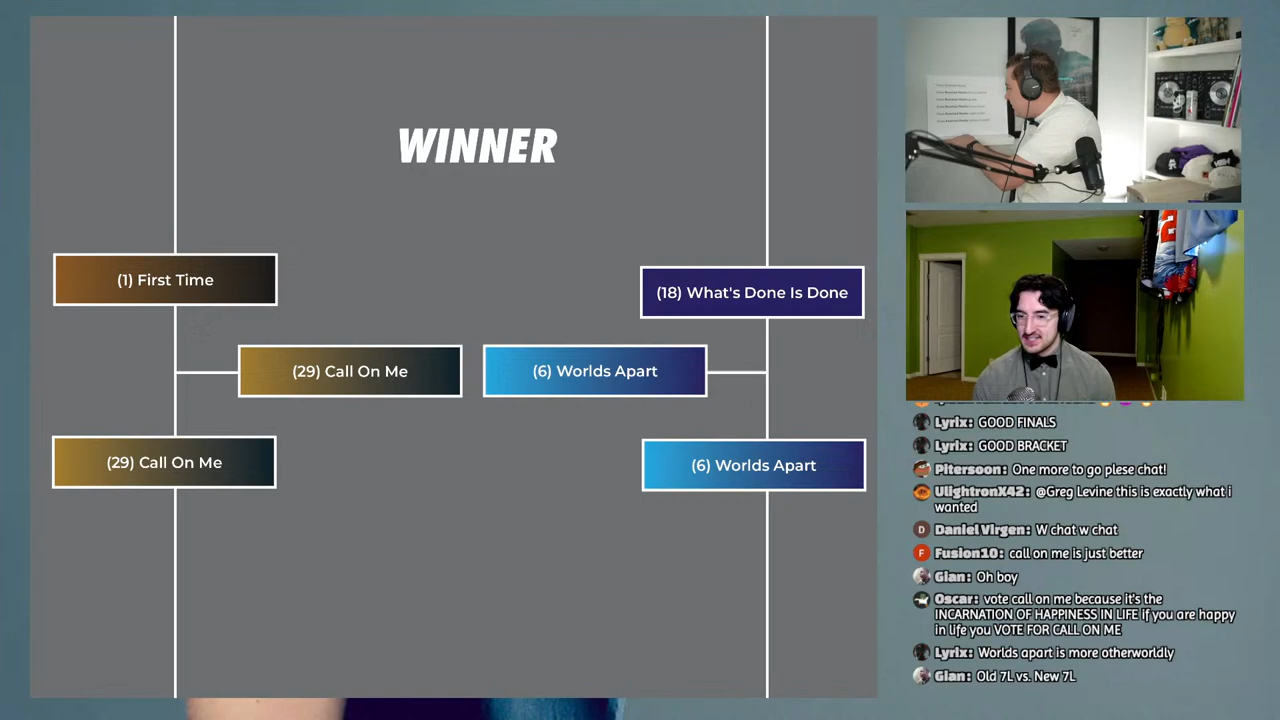 WINNER
(1) First Time
(18) What's Done Is Done
(29) Call On Me
(6) Worlds Apart
(29) Call On Me
(6) Worlds Apart
Lyrix: GOOD FINALS
Lyrix: GOOD BRACKET
Pitersoon: One more to go plese chat!
UlightronX42: @Greg Levine this is exactly what i
wanted
D Daniel Virgen: W chat w chat
F Fusion10: call on me is just better
Gian: Oh boy
Oscar: vote call on me because it's the
INCARNATION OF HAPPINESS IN LIFE if you are happy
in life you VOTE FOR CALL ON ME
Lyrix: Worlds apart is more otherworldly
Gian: Old 7L vs. New 7L